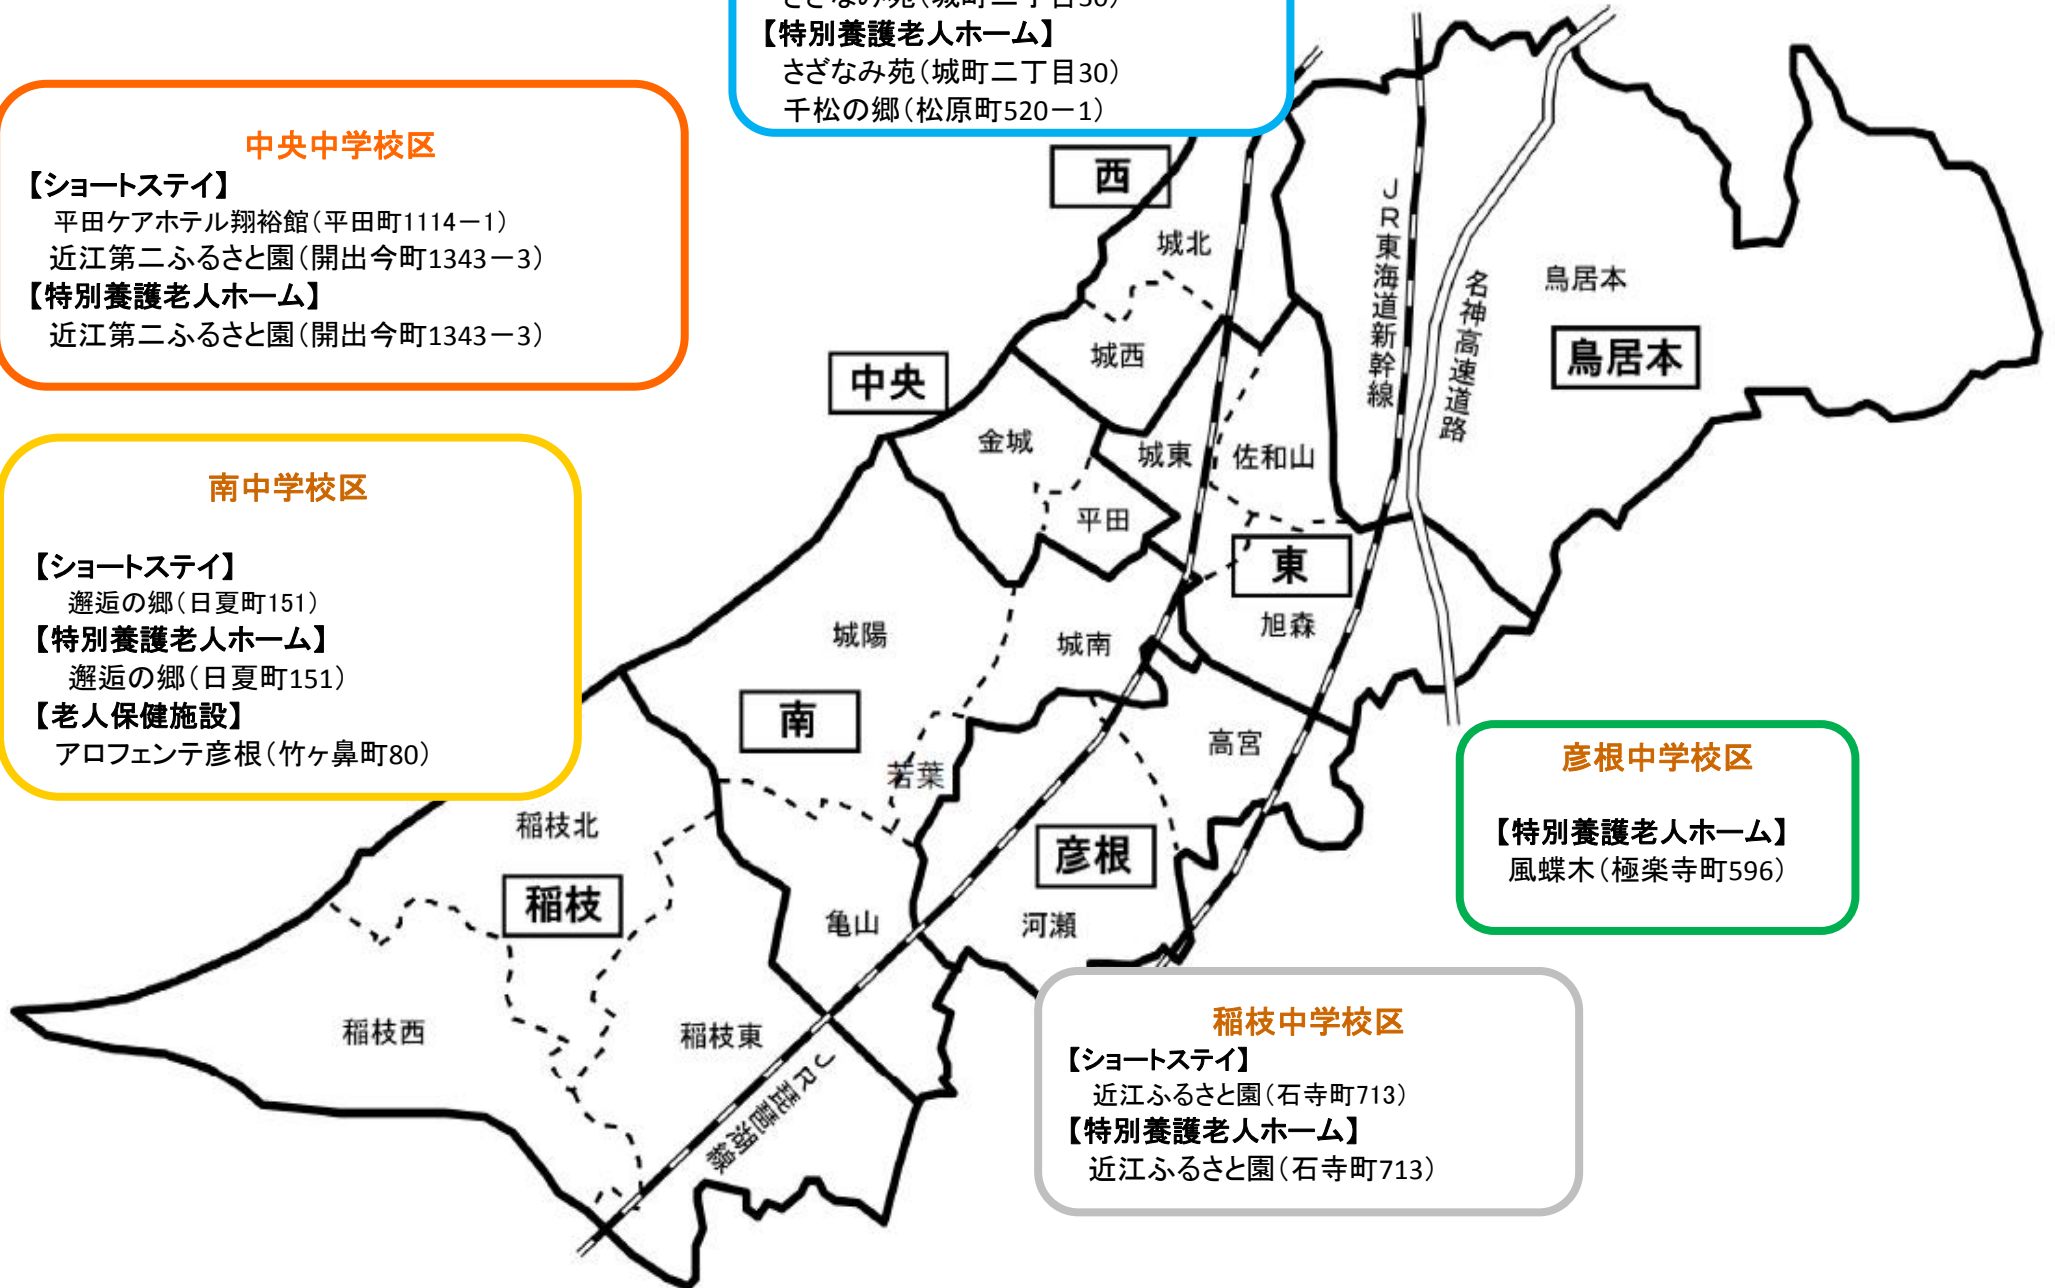 さざなみ苑(城町二丁目30)
【特別養護老人ホーム】
さざなみ苑(城町二丁目30)
千松の郷(松原町520-1)
中央中学校区
【ショートステイ】
平田ケアホテル翔裕館(平田町1114-1)
近江第二ふるさと園(開出今町1343-3)
【特別養護老人ホーム】
近江第二ふるさと園(開出今町1343-3)
南中学校区
【ショートステイ】
邂逅の郷(日夏町151)
【特別養護老人ホーム】
邂逅の郷(日夏町151)
【老人保健施設】
アロフェンテ彦根(竹ヶ鼻町80)
西
城北
城西
中央
金城
平田
城東
佐和山
東
旭森
JR東海道新幹線
名神高速道路
鳥居本
鳥居本
城陽
城南
南
若葉
高宮
彦根
河瀬
亀山
稲枝北
稲枝
稲枝西
稲枝東
JR琵琶湖線
彦根中学校区
【特別養護老人ホーム】
風蝶木(極楽寺町596)
稲枝中学校区
【ショートステイ】
近江ふるさと園(石寺町713)
【特別養護老人ホーム】
近江ふるさと園(石寺町713)